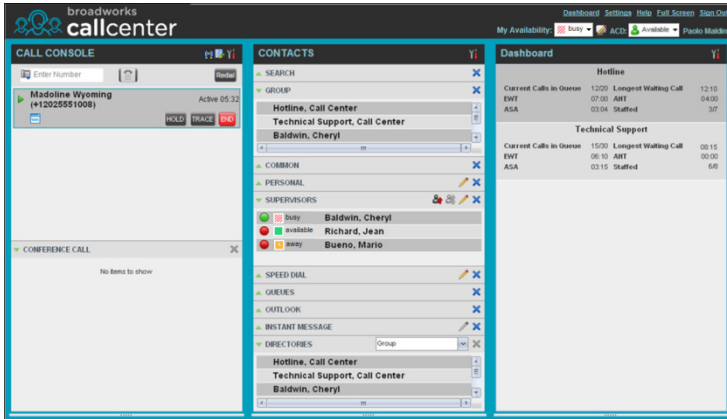 broadworks
callcenter
Dashboard Settings Help Full Screen Sign Out
My Availability: busy ACD: Available Paolo Maldin
CALL CONSOLE
Enter Number
Redial
Madoline Wyoming
(+12025551008)
Active 05:32
HOLD TRACE END
CONFERENCE CALL
No items to show
CONTACTS
SEARCH
GROUP
Hotline, Call Center
Technical Support, Call Center
Baldwin, Cheryl
COMMON
PERSONAL
SUPERVISORS
busy Baldwin, Cheryl
available Richard, Jean
away Bueno, Mario
SPEED DIAL
QUEUES
OUTLOOK
INSTANT MESSAGE
DIRECTORIES Group
Hotline, Call Center
Technical Support, Call Center
Baldwin, Cheryl
Dashboard
Hotline
Current Calls in Queue 12/20 Longest Waiting Call 12:10
EWT 07:00 AHT 04:00
ASA 03:04 Staffed 3/7
Technical Support
Current Calls in Queue 15/30 Longest Waiting Call 08:15
EWT 06:10 AHT 00:00
ASA 03:15 Staffed 6/8